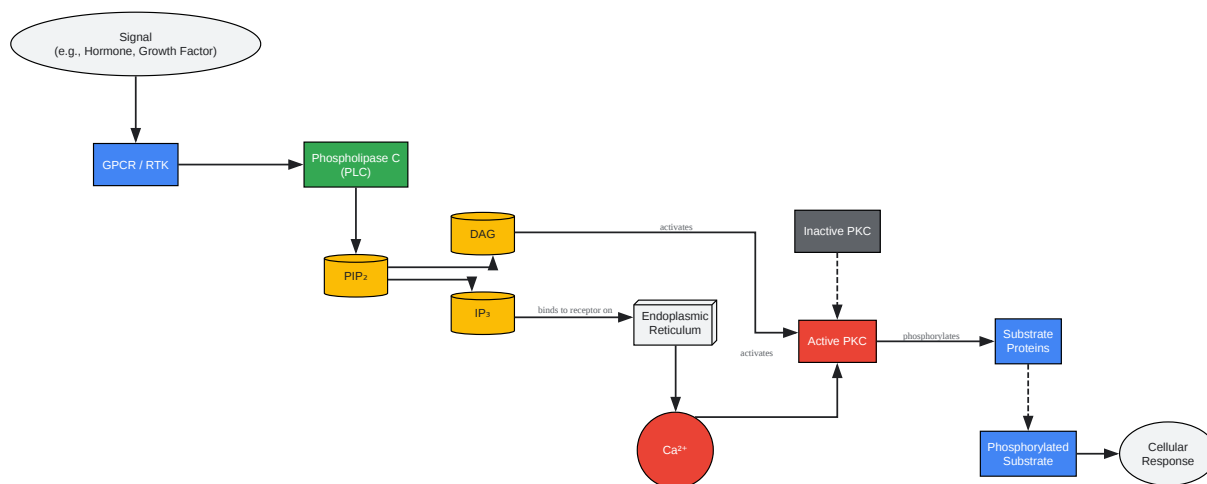 Signal
(e.g., Hormone, Growth Factor)
GPCR / RTK
Phospholipase C
(PLC)
PIP₂
DAG
IP₃
activates
binds to receptor on
Endoplasmic
Reticulum
Ca²⁺
activates
Inactive PKC
Active PKC
phosphorylates
Substrate
Proteins
Phosphorylated
Substrate
Cellular
Response